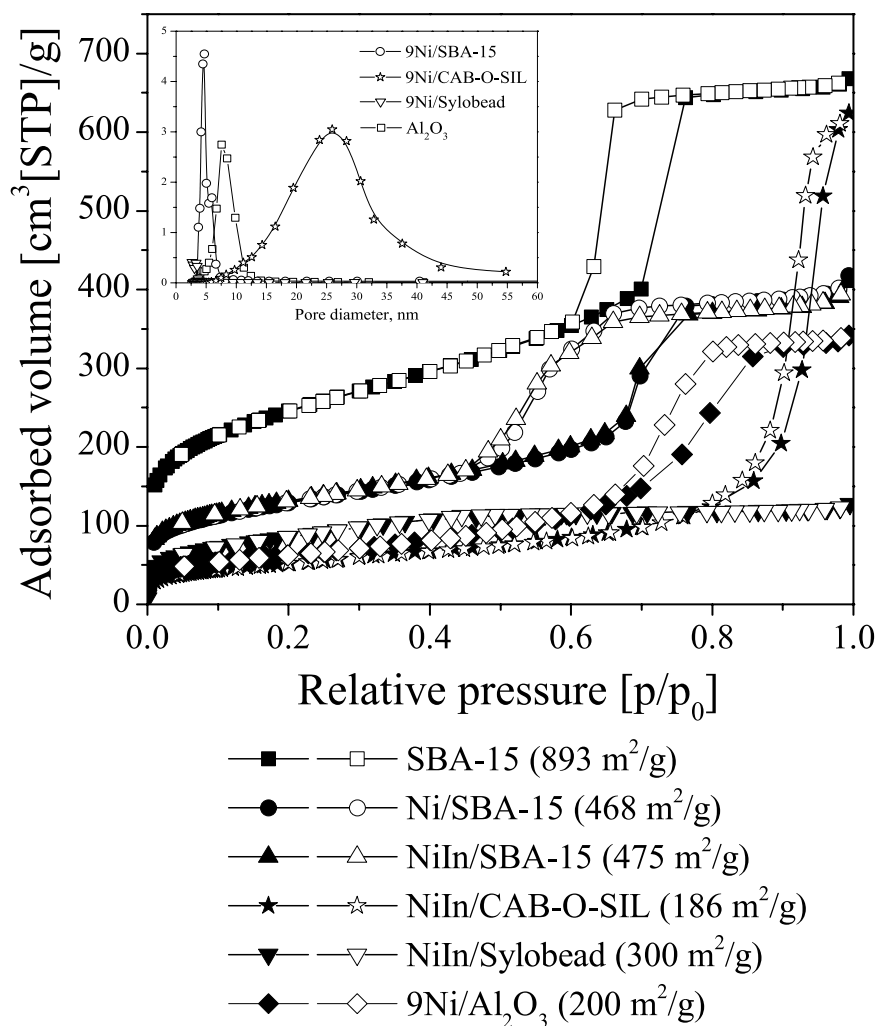 700
600
500
400
300
200
100
0
Adsorbed volume [cm³[STP]/g]
5
4
3
2
1
0
9Ni/SBA-15
9Ni/CAB-O-SIL
9Ni/Sylobead
Al₂O₃
0 5 10 15 20 25 30 35 40 45 50 60
Pore diameter, nm
0.0 0.2 0.4 0.6 0.8 1.0
Relative pressure [p/p₀]
SBA-15 (893 m²/g)
Ni/SBA-15 (468 m²/g)
NiIn/SBA-15 (475 m²/g)
NiIn/CAB-O-SIL (186 m²/g)
NiIn/Sylobead (300 m²/g)
9Ni/Al₂O₃ (200 m²/g)